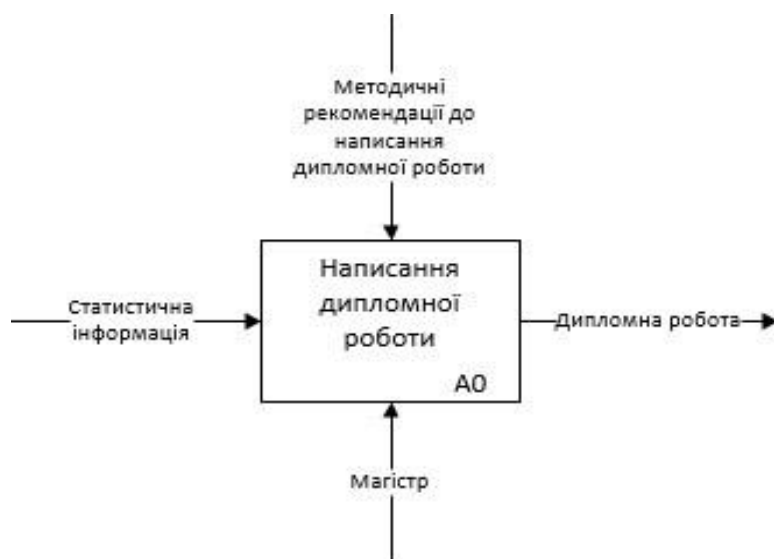 Методичні
рекомендації до
написання
дипломної роботи
Написання
дипломної
роботи
A0
Статистична
інформація
Дипломна робота
Магістр